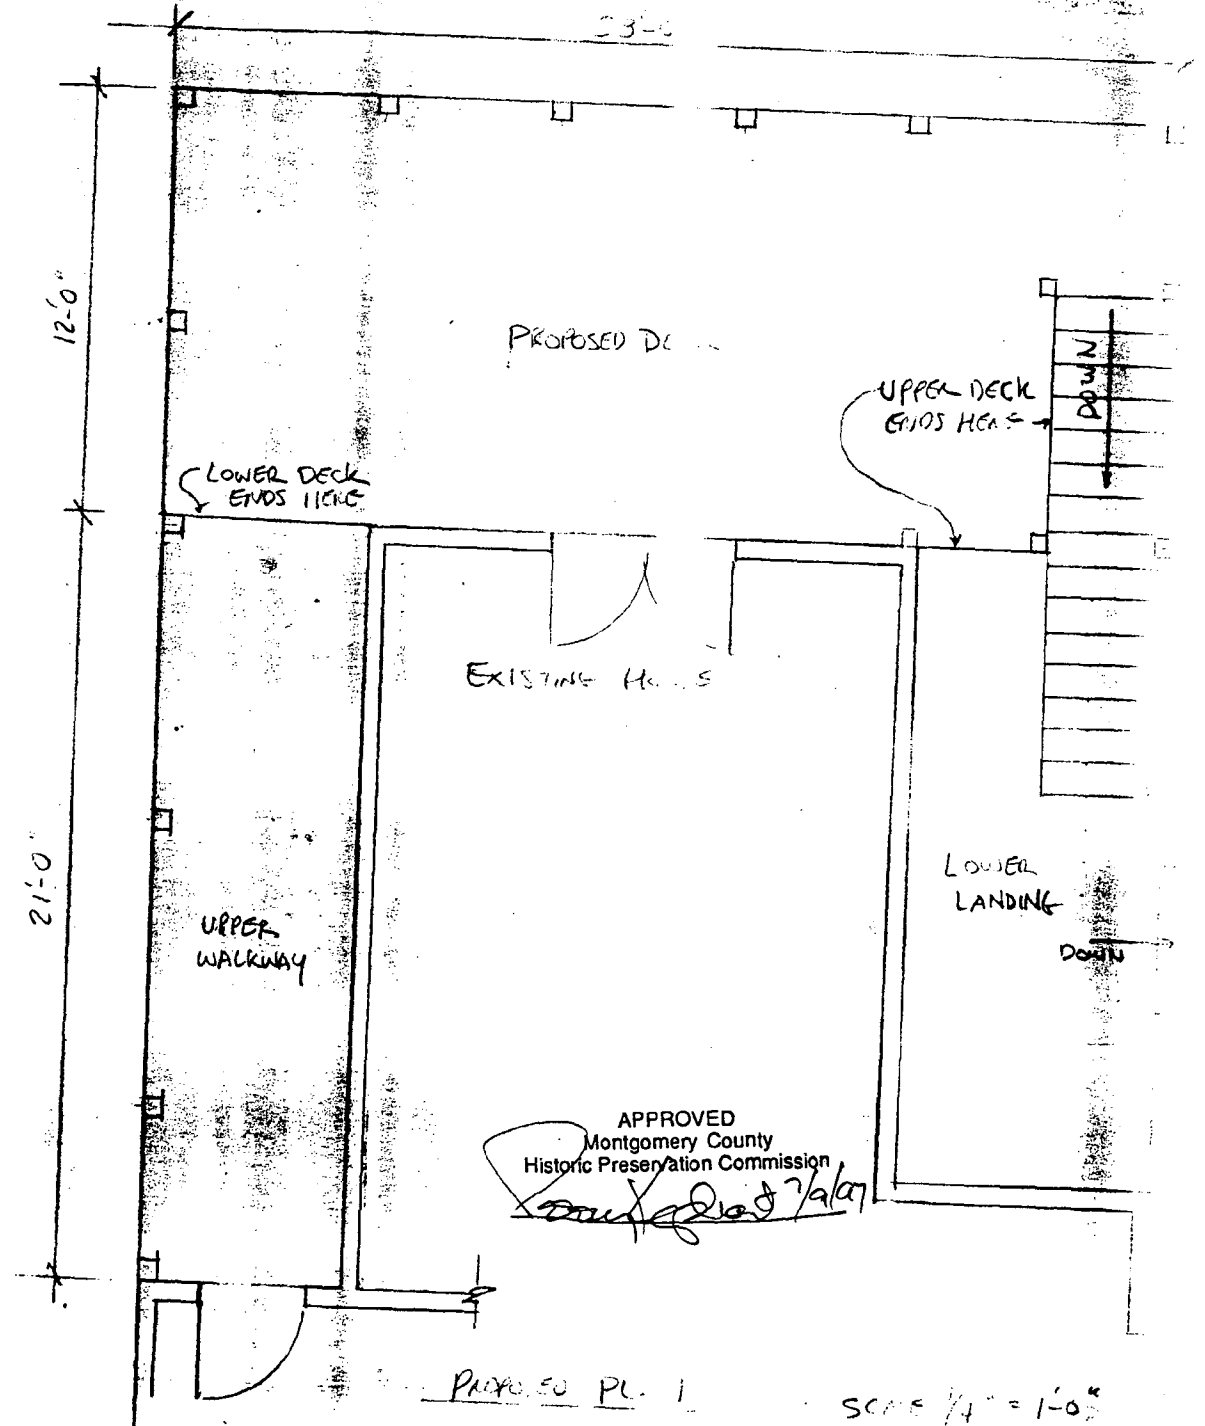 12'-0"
PROPOSED
UPPER DECK
ENDS HERE
DOWN
LOWER DECK
ENDS HERE
EXISTING
21'-0"
LOWER
LANDING
DOWN
UPPER
WALKWAY
APPROVED
Montgomery County
Historic Preservation Commission
PROPOSED
SCALE 1/4" = 1'-0"